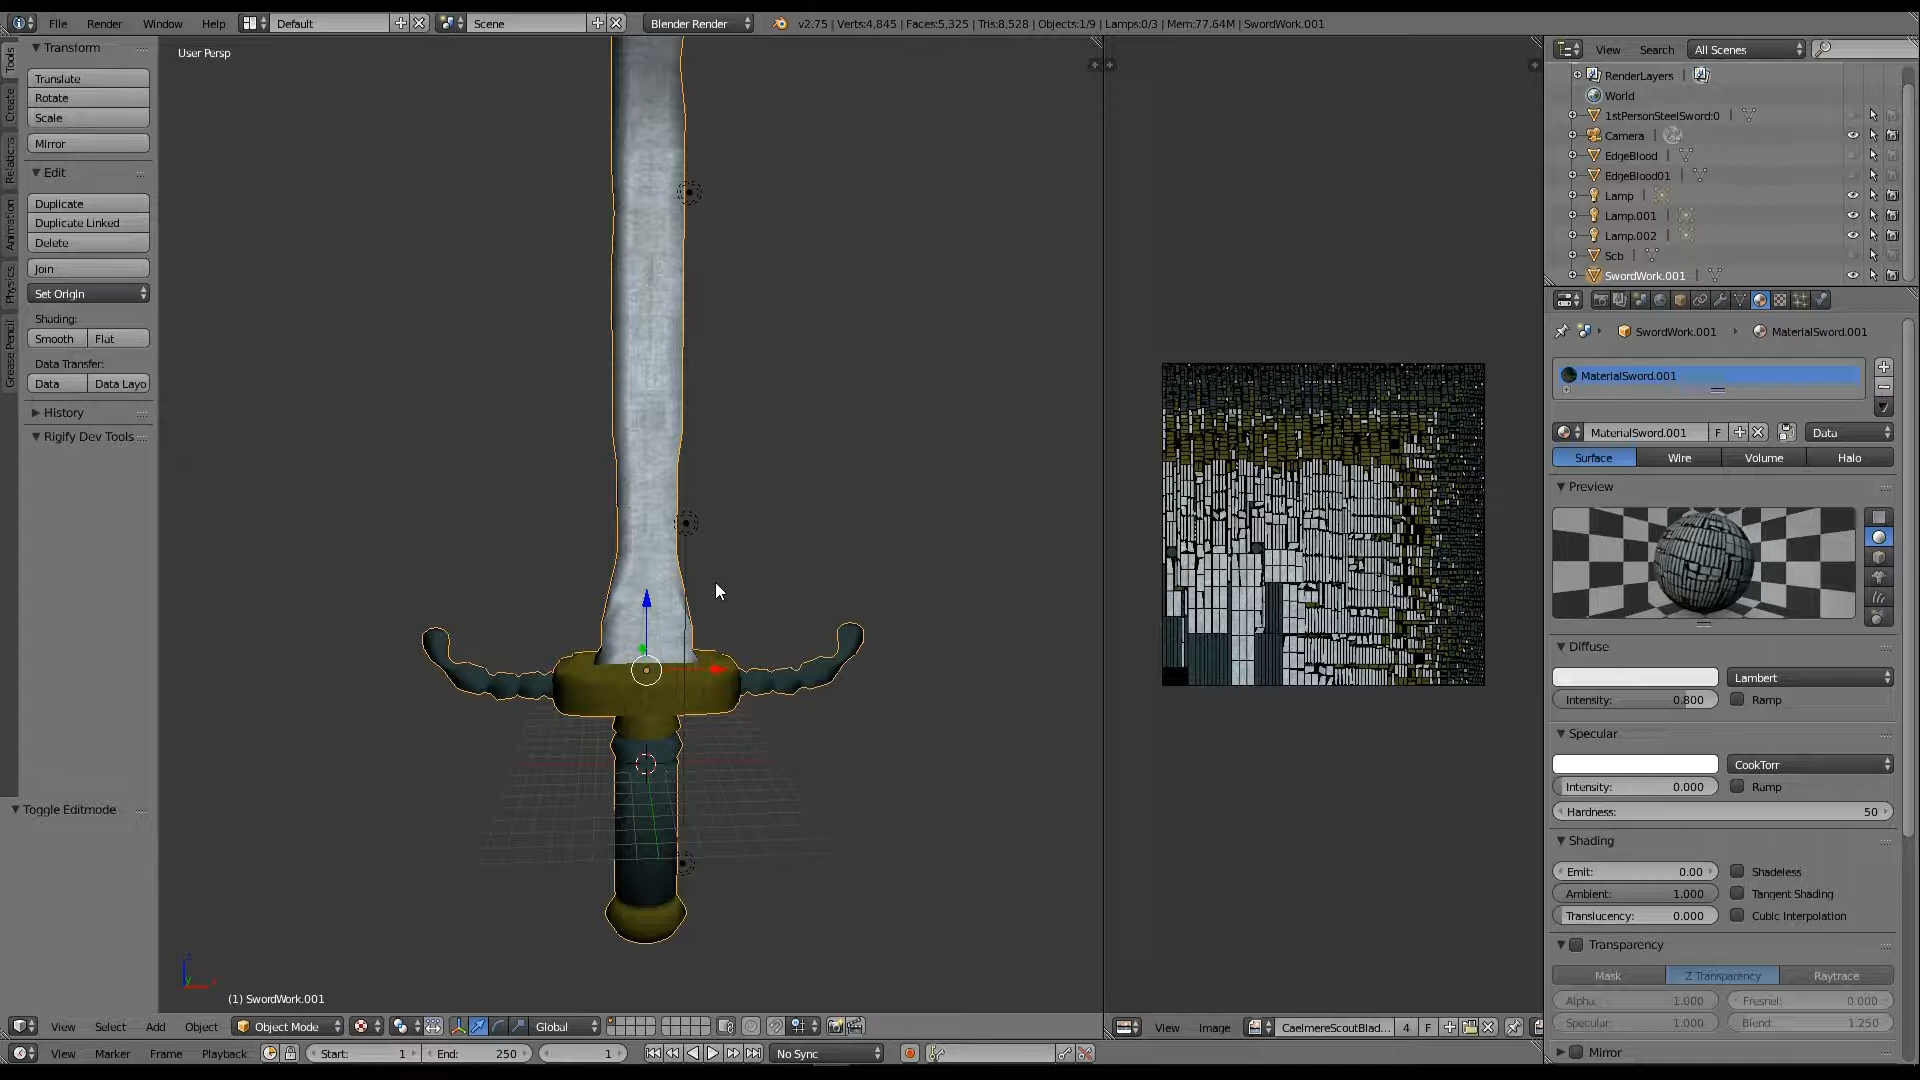 File Render Window Help Default Scene Blender Render v2.75 | Verts:4,845 | Faces:5,325 | Tris:8,528 | Objects:1/9 | Lamps:0/3 | Mem:77.64M | SwordWork.001
Tools
Create
Relations
Animation
Physics
Grease Pencil
Transform
Translate
Rotate
Scale
Mirror
Edit
Duplicate
Duplicate Linked
Delete
Join
Set Origin
Shading:
Smooth Flat
Data Transfer:
Data Data Layo
History
Rigify Dev Tools
Toggle Editmode
User Persp
(1) SwordWork.001
View Select Add Object Object Mode Global
View Image CaelmereScoutBlad... 4 F
View Marker Frame Playback Start: 1 End: 250 1 No Sync
View Search All Scenes
RenderLayers |
World
1stPersonSteelSword:0 |
Camera |
EdgeBlood |
EdgeBlood01 |
Lamp |
Lamp.001 |
Lamp.002 |
Scb |
SwordWork.001 |
SwordWork.001 MaterialSword.001
MaterialSword.001
MaterialSword.001 F Data
Surface Wire Volume Halo
Preview
Diffuse
Lambert
Intensity: 0.800 Ramp
Specular
CookTorr
Intensity: 0.000 Ramp
Hardness: 50
Shading
Emit: 0.00 Shadeless
Ambient: 1.000 Tangent Shading
Translucency: 0.000 Cubic Interpolation
Transparency
Mask Z Transparency Raytrace
Alpha: 1.000 Fresnel: 0.000
Specular: 1.000 Blend: 1.250
Mirror